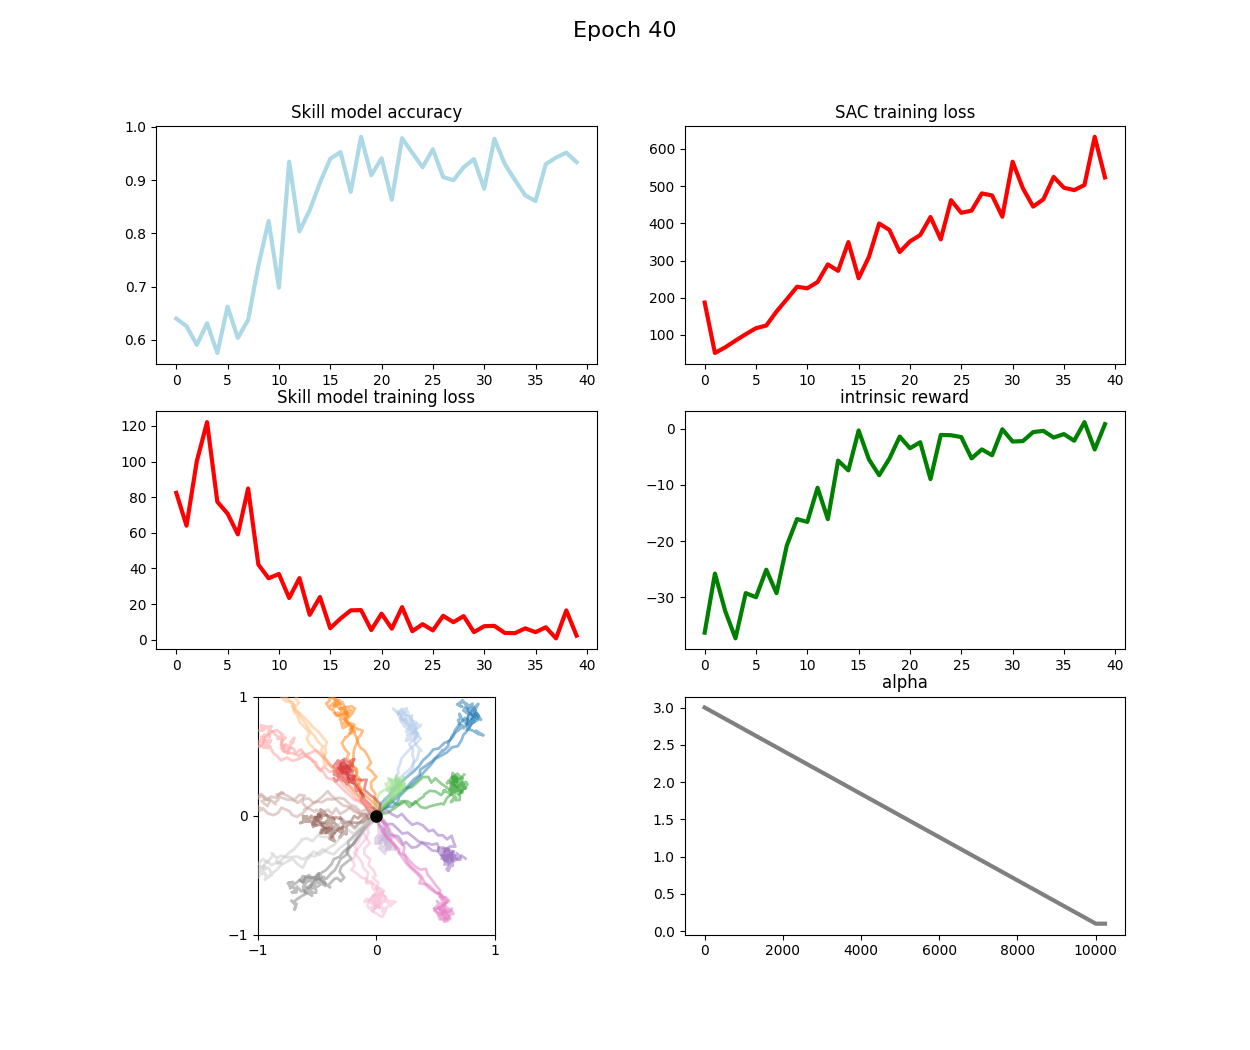 Epoch 40
Skill model accuracy
1.0
0.9
0.8
0.7
0.6
0 5 10 15 20 25 30 35 40
SAC training loss
600
500
400
300
200
100
0 5 10 15 20 25 30 35 40
Skill model training loss
120
100
80
60
40
20
0
0 5 10 15 20 25 30 35 40
intrinsic reward
0
−10
−20
−30
0 5 10 15 20 25 30 35 40
1
0
−1
−1 0 1
alpha
3.0
2.5
2.0
1.5
1.0
0.5
0.0
0 2000 4000 6000 8000 10000